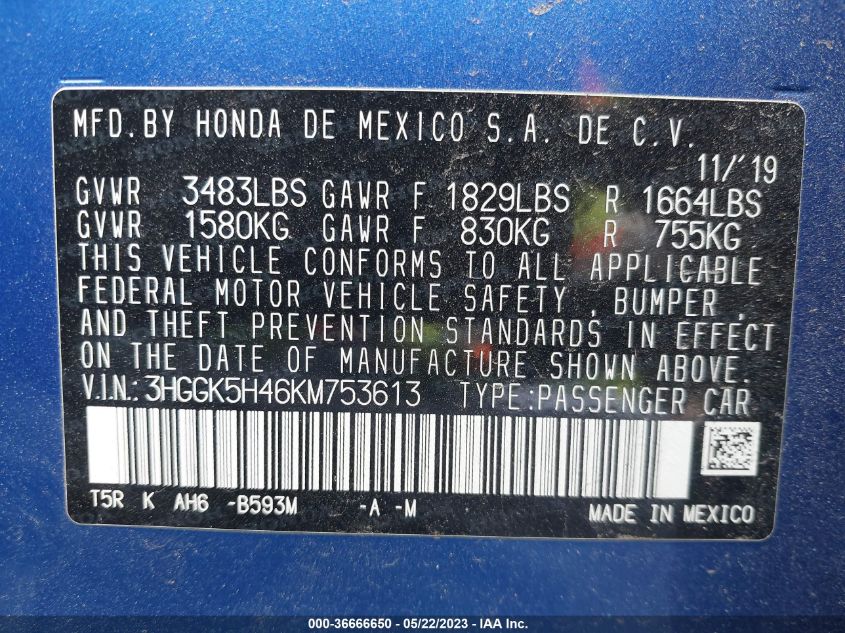 MFD.BY HONDA DE MEXICO S.A. DE C.V.
11/'19
GVWR 3483LBS GAWR F 1829LBS R 1664LBS
GVWR 1580KG GAWR F 830KG R 755KG
THIS VEHICLE CONFORMS TO ALL APPLICABLE
FEDERAL MOTOR VEHICLE SAFETY , BUMPER ,
AND THEFT PREVENTION STANDARDS IN EFFECT
ON THE DATE OF MANUFACTURE SHOWN ABOVE.
V.I.N.:3HGGK5H46KM753613 TYPE:PASSENGER CAR
T5R K AH6 -B593M -A -M MADE IN MEXICO
000-36666650 - 05/22/2023 - IAA Inc.